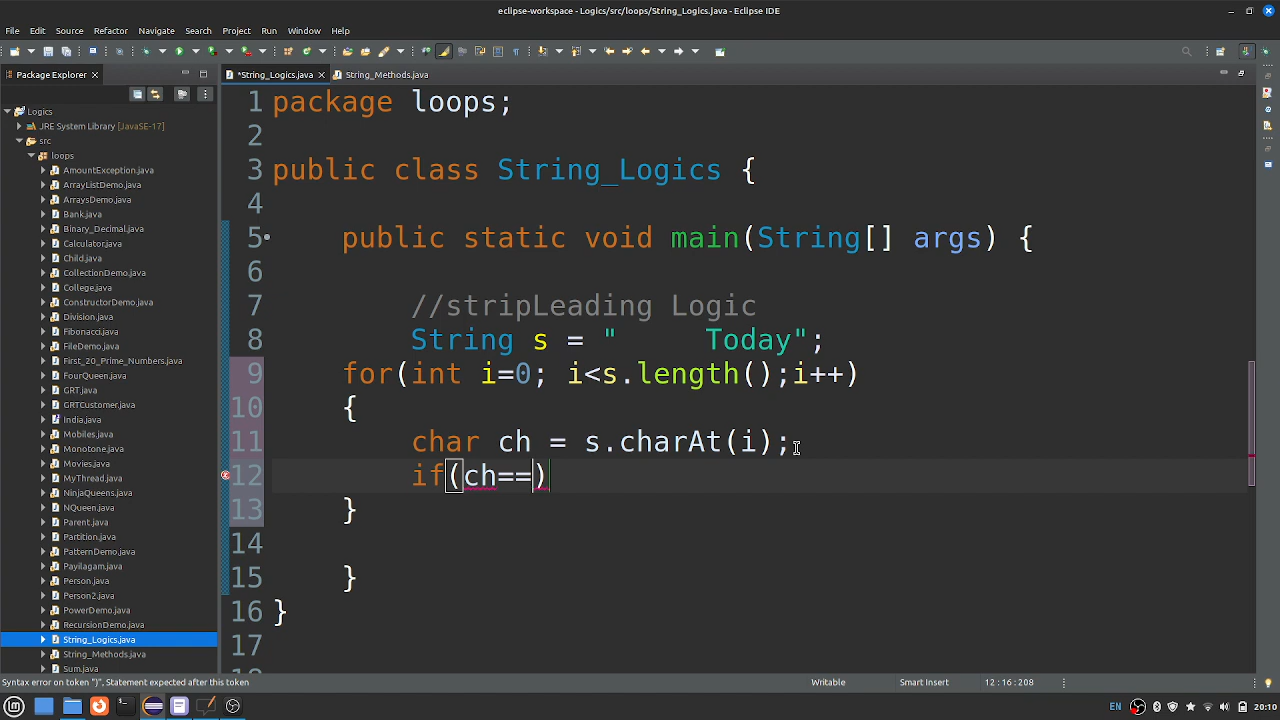 eclipse-workspace - Logics/src/loops/String_Logics.java - Eclipse IDE
File Edit Source Refactor Navigate Search Project Run Window Help
Package Explorer
*String_Logics.java
String_Methods.java
Logics
JRE System Library [JavaSE-17]
src
loops
AmountException.java
ArrayListDemo.java
ArraysDemo.java
Bank.java
Binary_Decimal.java
Calculator.java
Child.java
CollectionDemo.java
College.java
ConstructorDemo.java
Division.java
Fibonacci.java
FileDemo.java
First_20_Prime_Numbers.java
FourQueen.java
GRT.java
GRTCustomer.java
India.java
Mobiles.java
Monotone.java
Movies.java
MyThread.java
NinjaQueens.java
NQueen.java
Parent.java
Partition.java
PatternDemo.java
Payilagam.java
Person.java
Person2.java
PowerDemo.java
RecursionDemo.java
String_Logics.java
String_Methods.java
Sum.java
1 package loops;
2
3 public class String_Logics {
4
5 public static void main(String[] args) {
6
7 //stripLeading Logic
8 String s = "     Today";
9 for(int i=0; i<s.length();i++)
10 {
11 char ch = s.charAt(i);
12 if(ch==)
13 }
14
15 }
16 }
17
Syntax error on token ")", Statement expected after this token
Writable
Smart Insert
12 : 16 : 208
EN
20:10